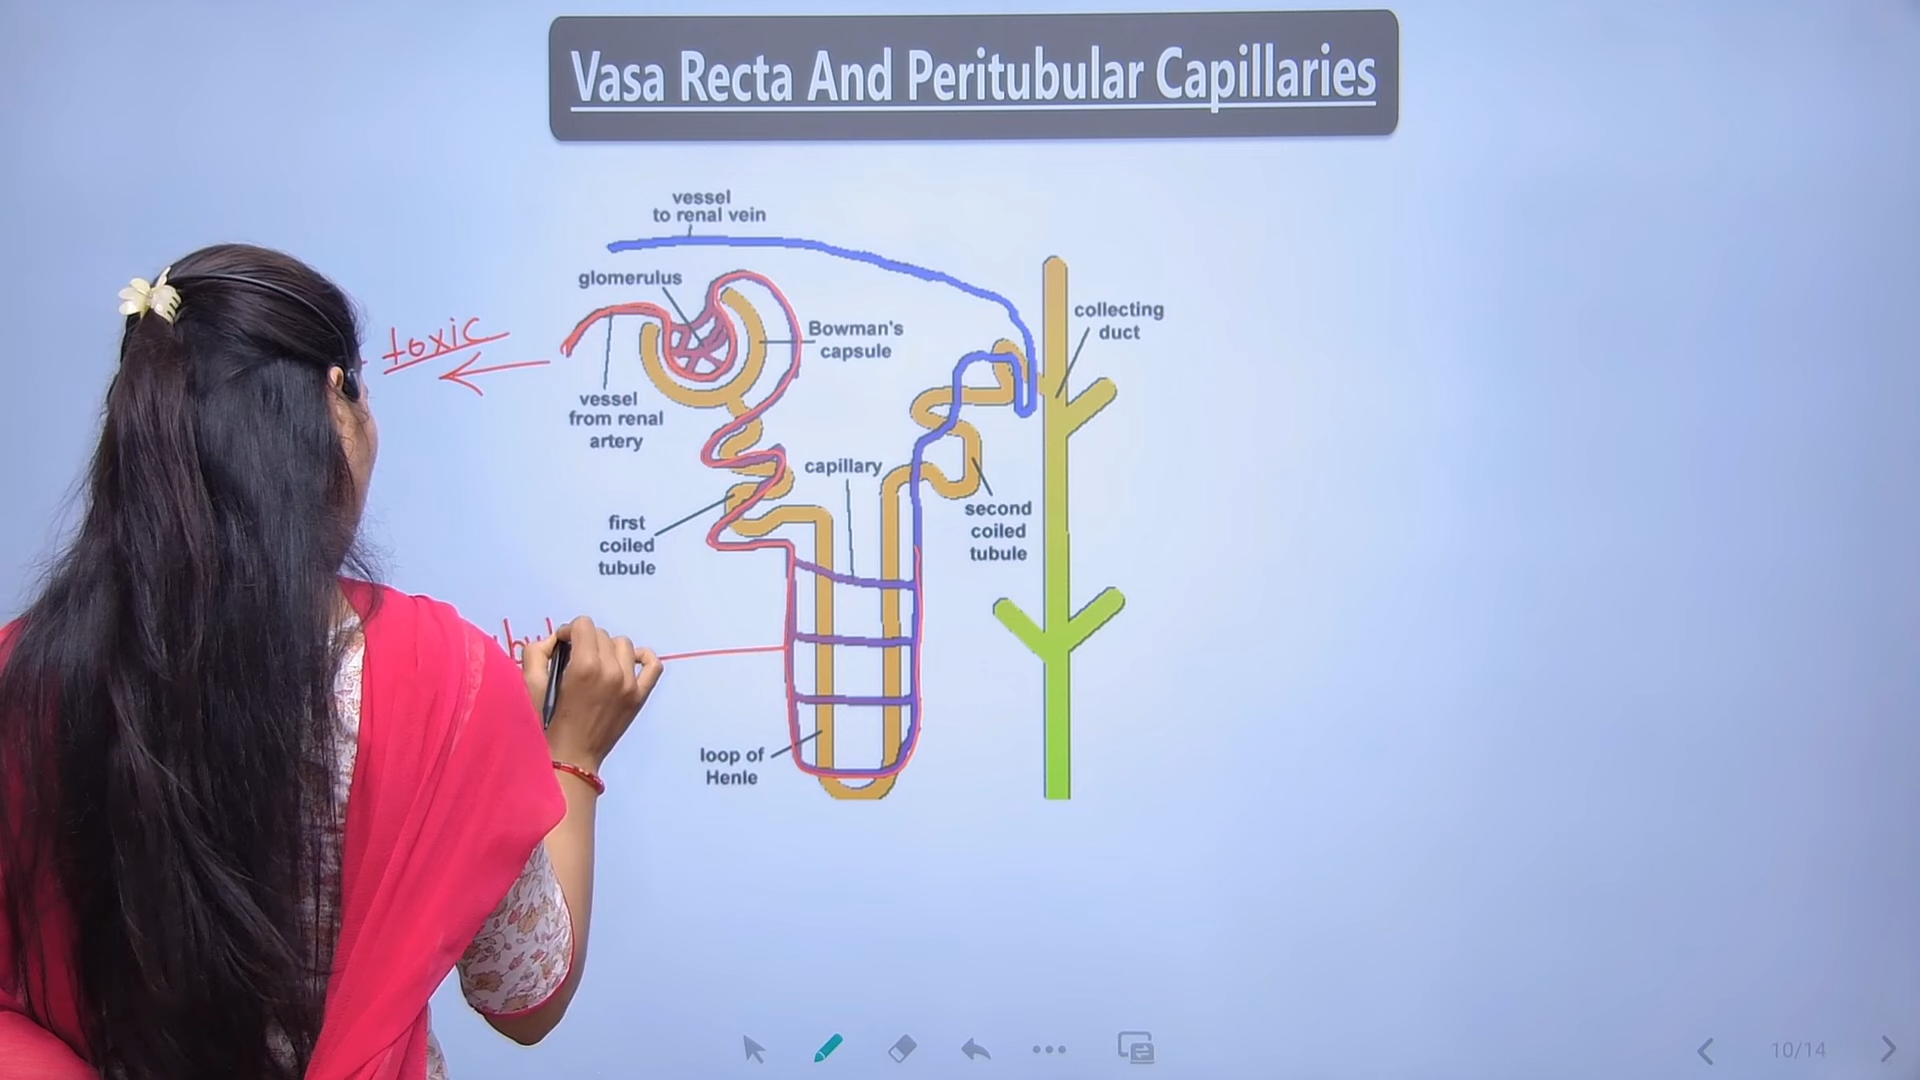 Vasa Recta And Peritubular Capillaries
vessel
to renal vein
glomerulus
toxic
Bowman's
capsule
collecting
duct
vessel
from renal
artery
capillary
first
coiled
tubule
second
coiled
tubule
loop of
Henle
10/14